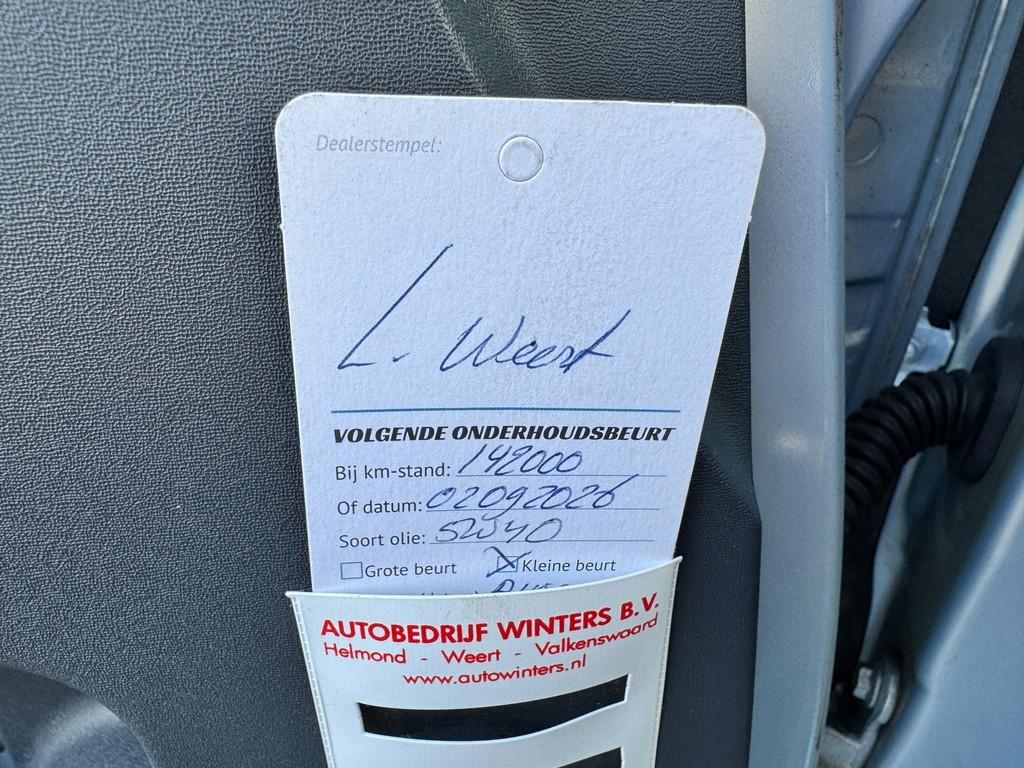 Dealerstempel:
L. Weert
VOLGENDE ONDERHOUDSBEURT
Bij km-stand: 142000
Of datum: 02092026
Soort olie: 5W40
Grote beurt Kleine beurt
AUTOBEDRIJF WINTERS B.V.
Helmond - Weert - Valkenswaard
www.autowinters.nl